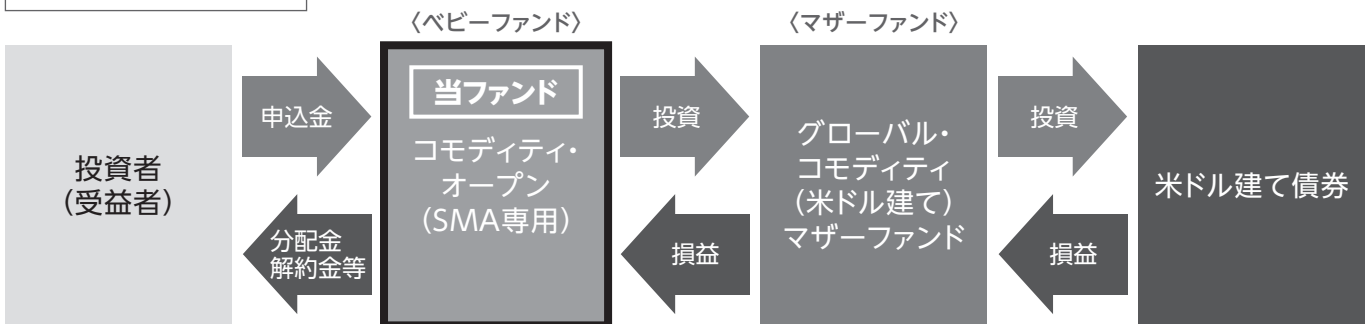 〈ベビーファンド〉
〈マザーファンド〉
投資者
(受益者)
申込金
分配金
解約金等
当ファンド
コモディティ・
オープン
(SMA専用)
投資
損益
グローバル・
コモディティ
(米ドル建て)
マザーファンド
投資
損益
米ドル建て債券